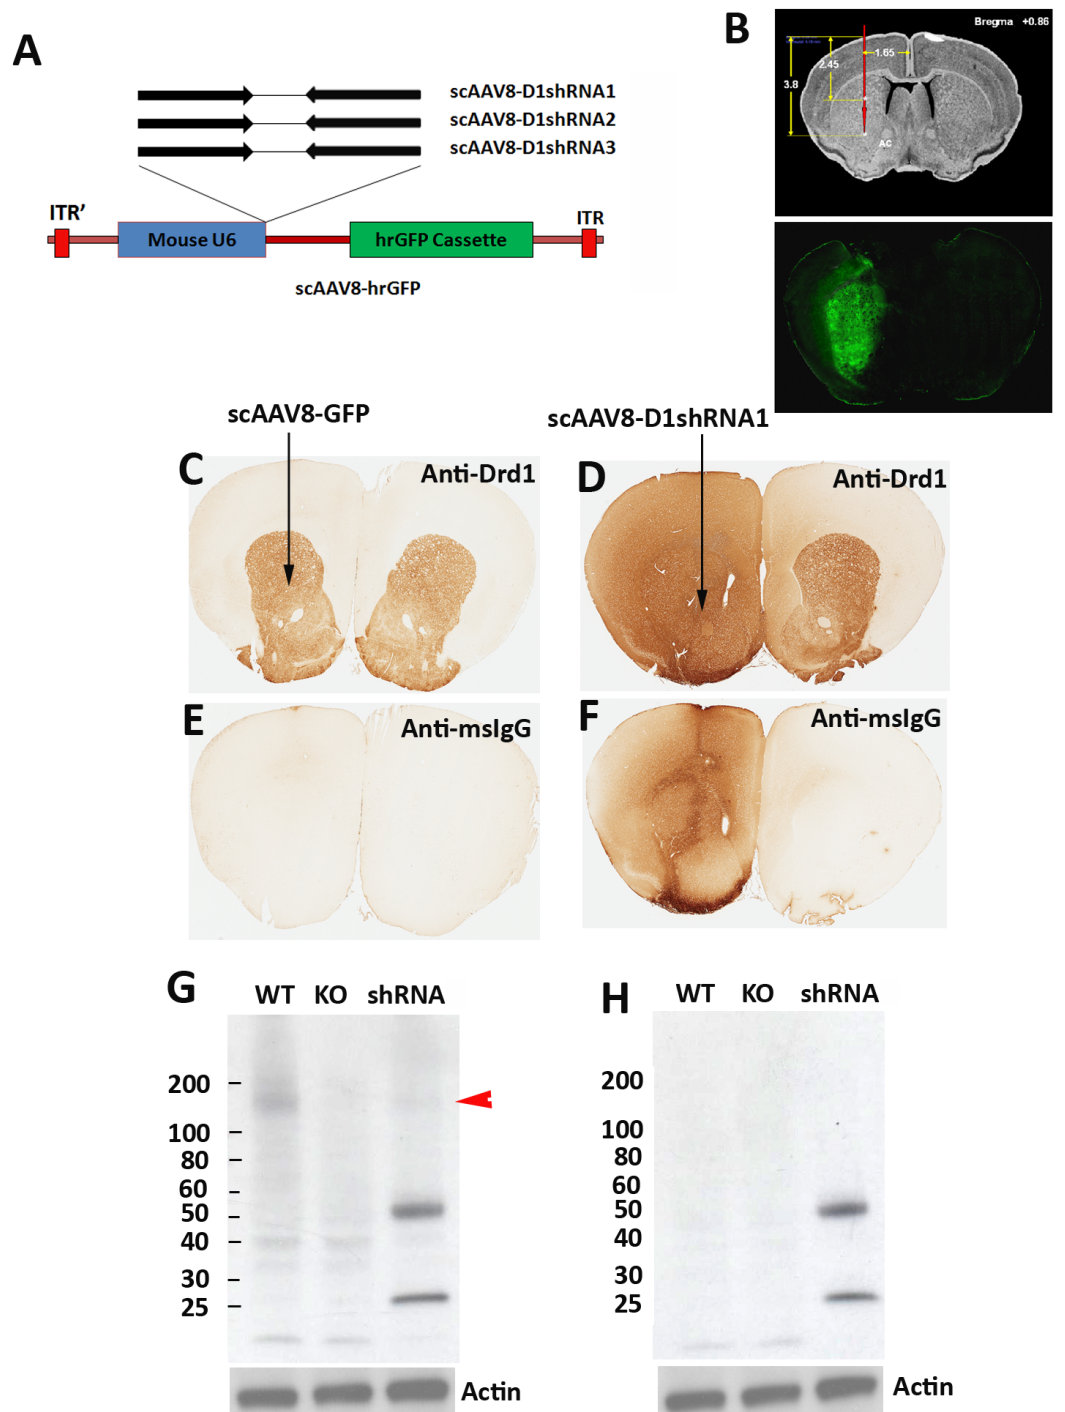 A
scAAV8-D1shRNA1
scAAV8-D1shRNA2
scAAV8-D1shRNA3
ITR’
Mouse U6
hrGFP Cassette
ITR
scAAV8-hrGFP
B
Bregma +0.86
1.65
2.45
3.8
AC
scAAV8-GFP
scAAV8-D1shRNA1
C
Anti-Drd1
D
Anti-Drd1
E
Anti-msIgG
F
Anti-msIgG
G
WT KO shRNA
200
100
80
60
50
40
30
25
Actin
H
WT KO shRNA
200
100
80
60
50
40
30
25
Actin